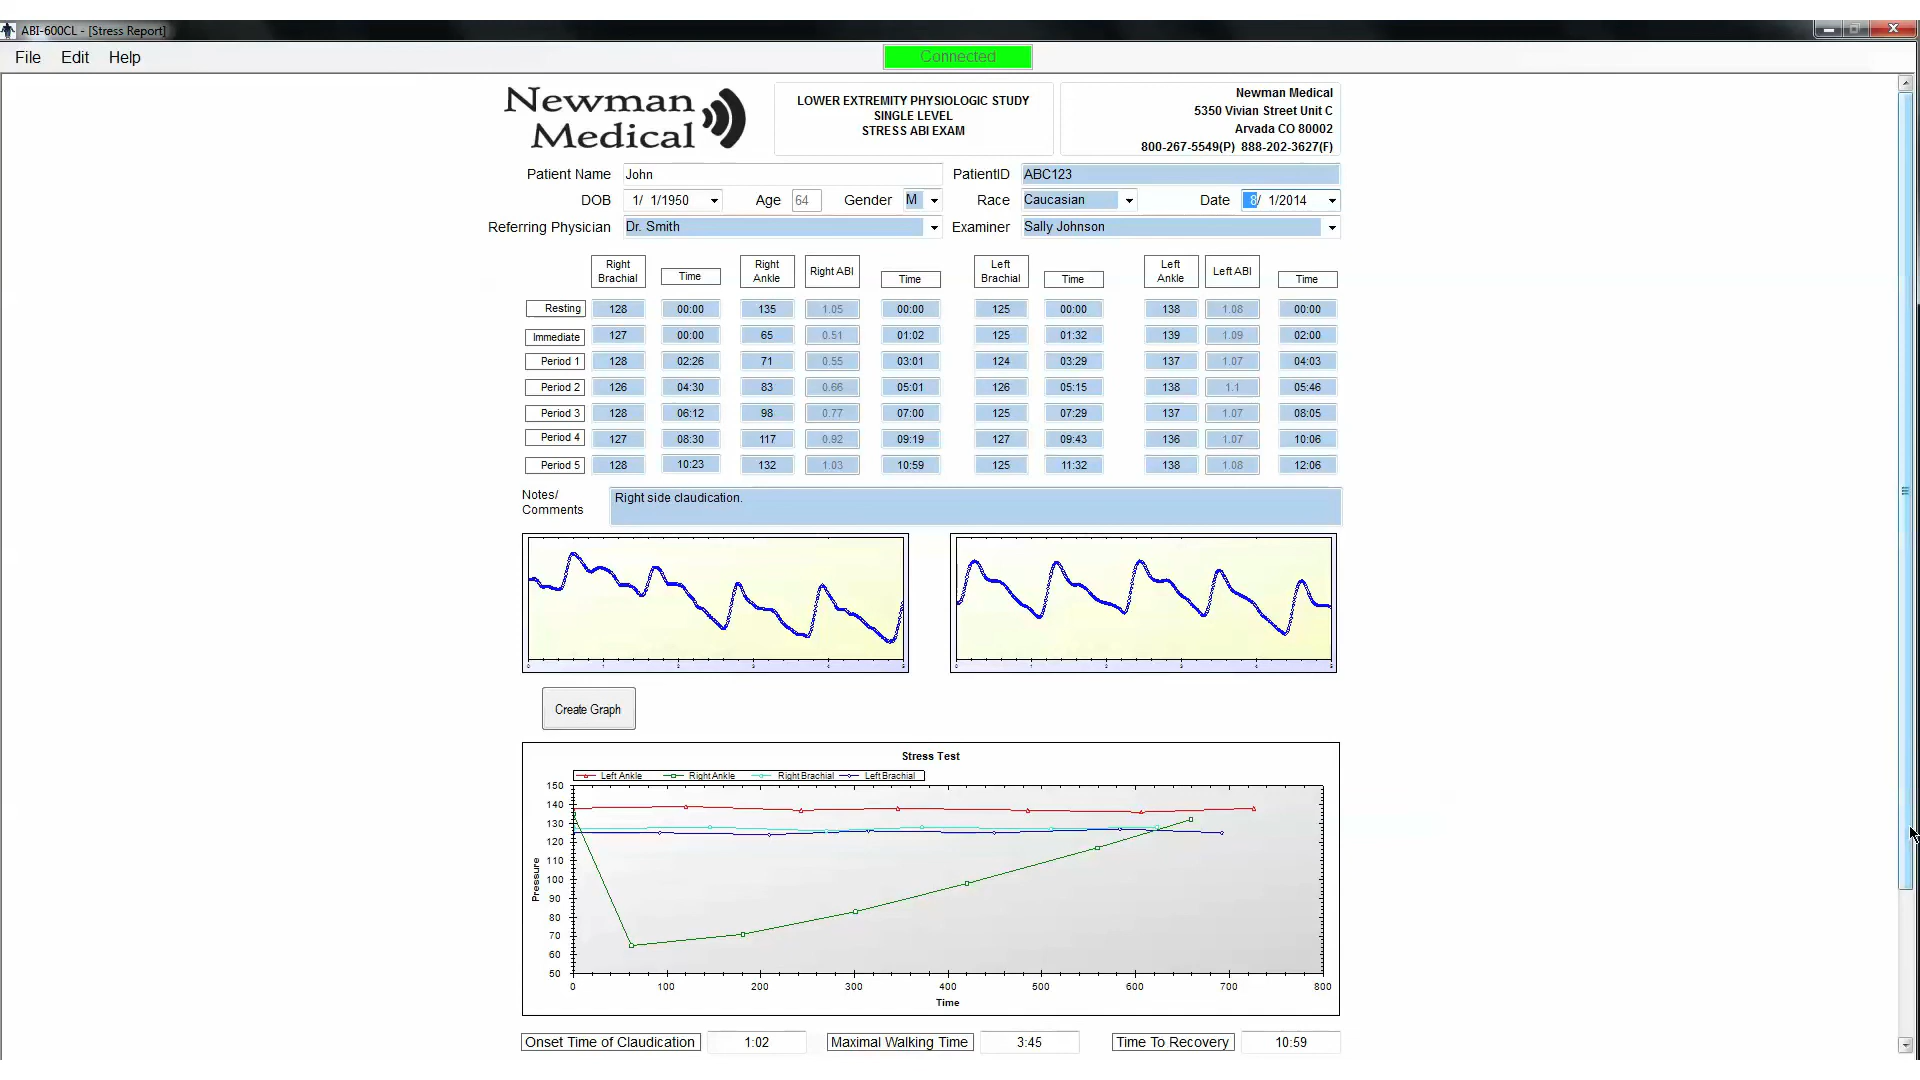 ABI-600CL - [Stress Report]
File Edit Help
Connected
Newman
Medical
LOWER EXTREMITY PHYSIOLOGIC STUDY
SINGLE LEVEL
STRESS ABI EXAM
Newman Medical
5350 Vivian Street Unit C
Arvada CO 80002
800-267-5549(P) 888-202-3627(F)
Patient Name John PatientID ABC123
DOB 1/ 1/1950 Age 64 Gender M Race Caucasian Date 8/ 1/2014
Referring Physician Dr. Smith Examiner Sally Johnson
Right Brachial Time Right Ankle Right ABI Time Left Brachial Time Left Ankle Left ABI Time
Resting 128 00:00 135 1.05 00:00 125 00:00 138 1.08 00:00
Immediate 127 00:00 65 0.51 01:02 125 01:32 139 1.09 02:00
Period 1 128 02:26 71 0.55 03:01 124 03:29 137 1.07 04:03
Period 2 126 04:30 83 0.66 05:01 126 05:15 138 1.1 05:46
Period 3 128 06:12 98 0.77 07:00 125 07:29 137 1.07 08:05
Period 4 127 08:30 117 0.92 09:19 127 09:43 136 1.07 10:06
Period 5 128 10:23 132 1.03 10:59 125 11:32 138 1.08 12:06
Notes/
Comments
Right side claudication.
0 1 2 3 4 5
0 1 2 3 4 5
Create Graph
Stress Test
Left Ankle Right Ankle Right Brachial Left Brachial
150
140
130
120
110
100
90
80
70
60
50
Pressure
0 100 200 300 400 500 600 700 800
Time
Onset Time of Claudication 1:02 Maximal Walking Time 3:45 Time To Recovery 10:59